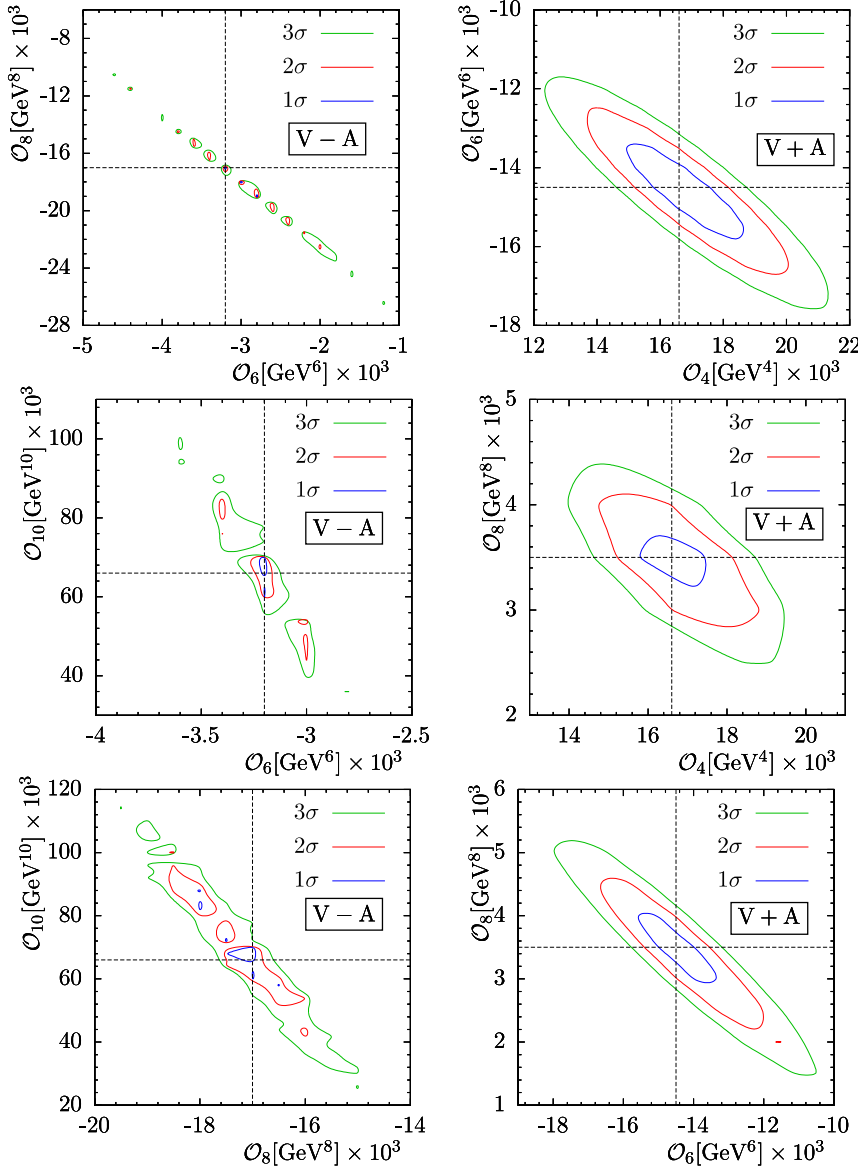 -6
-12
-16
-20
-24
-28
-5
-4
-3
-2
-1
𝒪₈[GeV⁸] × 10³
𝒪₆[GeV⁶] × 10³
3σ
2σ
1σ
V − A
-10
-12
-14
-16
-18
12
14
16
18
20
22
𝒪₆[GeV⁶] × 10³
𝒪₄[GeV⁴] × 10³
3σ
2σ
1σ
V + A
100
80
60
40
-4
-3.5
-3
-2.5
𝒪₁₀[GeV¹⁰] × 10³
𝒪₆[GeV⁶] × 10³
3σ
2σ
1σ
V − A
5
4
3
2
14
16
18
20
𝒪₈[GeV⁸] × 10³
𝒪₄[GeV⁴] × 10³
3σ
2σ
1σ
V + A
120
100
80
60
40
20
-20
-18
-16
-14
𝒪₁₀[GeV¹⁰] × 10³
𝒪₈[GeV⁸] × 10³
3σ
2σ
1σ
V − A
6
5
4
3
2
1
-18
-16
-14
-12
-10
𝒪₈[GeV⁸] × 10³
𝒪₆[GeV⁶] × 10³
3σ
2σ
1σ
V + A